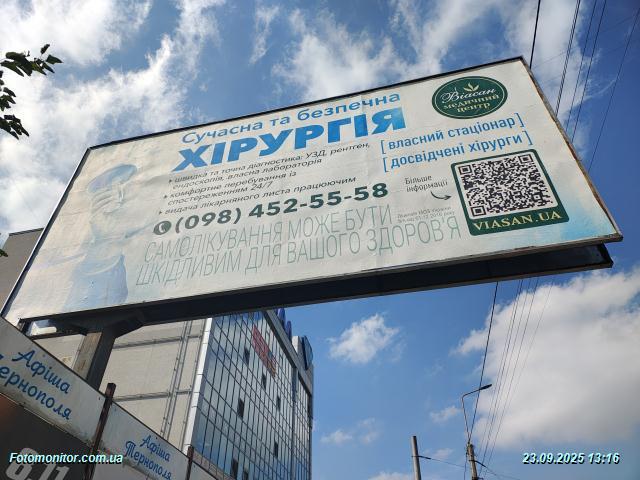 Сучасна та безпечна
ХІРУРГІЯ
Віасан
медичний
центр
[власний стаціонар]
[досвідчені хірурги]
швидка та точна діагностика: УЗД, рентген,
ендоскопія, власна лабораторія
комфортне перебування із
спостереженням 24/7
видача лікарняного листа працюючим
(098) 452-55-58
Більше
інформації
VIASAN.UA
САМОЛІКУВАННЯ МОЖЕ БУТИ
ШКІДЛИВИМ ДЛЯ ВАШОГО ЗДОРОВ'Я
Афіша
Тернополя
Афіша
Тернополя
6.11
Fotomonitor.com.ua
23.09.2025 13:16